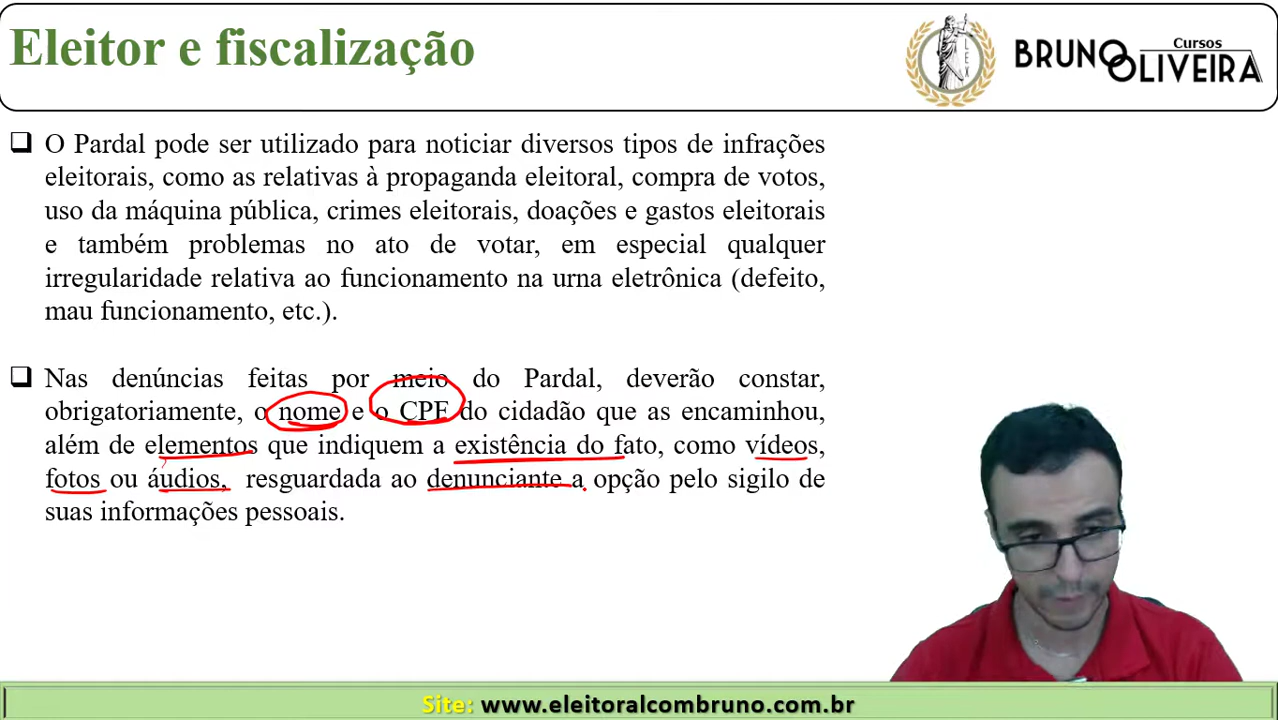 Eleitor e fiscalização
LEX
BRUNO
Cursos
OLIVEIRA
O Pardal pode ser utilizado para noticiar diversos tipos de infrações
eleitorais, como as relativas à propaganda eleitoral, compra de votos,
uso da máquina pública, crimes eleitorais, doações e gastos eleitorais
e também problemas no ato de votar, em especial qualquer
irregularidade relativa ao funcionamento na urna eletrônica (defeito,
mau funcionamento, etc.).
Nas denúncias feitas por meio do Pardal, deverão constar,
obrigatoriamente, o nome e o CPF do cidadão que as encaminhou,
além de elementos que indiquem a existência do fato, como vídeos,
fotos ou áudios, resguardada ao denunciante a opção pelo sigilo de
suas informações pessoais.
Site: www.eleitoralcombruno.com.br